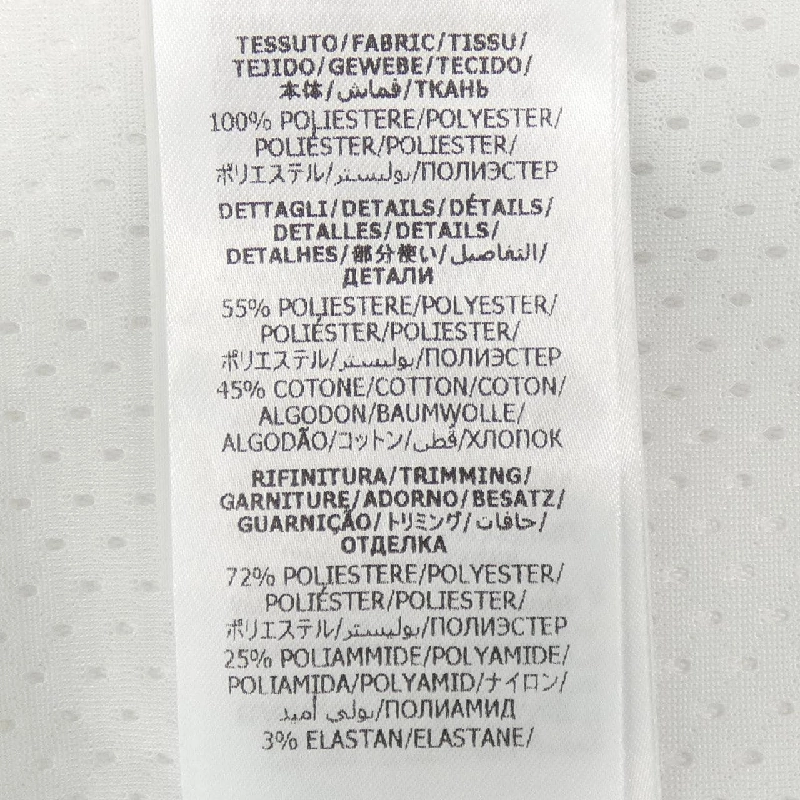 TESSUTO/FABRIC/TISSU/
TEJIDO/GEWEBE/TECIDO/
本体/قماش/ТКАНЬ
100% POLIESTERE/POLYESTER/
POLIÉSTER/POLIESTER/
ポリエステル/بوليستر/ПОЛИЭСТЕР
DETTAGLI/DETAILS/DÉTAILS/
DETALLES/DETAILS/
DETALHES/部分使い/التفاصيل/
ДЕТАЛИ
55% POLIESTERE/POLYESTER/
POLIÉSTER/POLIESTER/
ポリエステル/بوليستر/ПОЛИЭСТЕР
45% COTONE/COTTON/COTON/
ALGODON/BAUMWOLLE/
ALGODÃO/コットン/قطن/ХЛОПОК
RIFINITURA/TRIMMING/
GARNITURE/ADORNO/BESATZ/
GUARNIÇÃO/トリミング/حافات/
ОТДЕЛКА
72% POLIESTERE/POLYESTER/
POLIÉSTER/POLIESTER/
ポリエステル/بوليستر/ПОЛИЭСТЕР
25% POLIAMMIDE/POLYAMIDE/
POLIAMIDA/POLYAMID/ナイロン/
بولي أميد/ПОЛИАМИД
3% ELASTAN/ELASTANE/